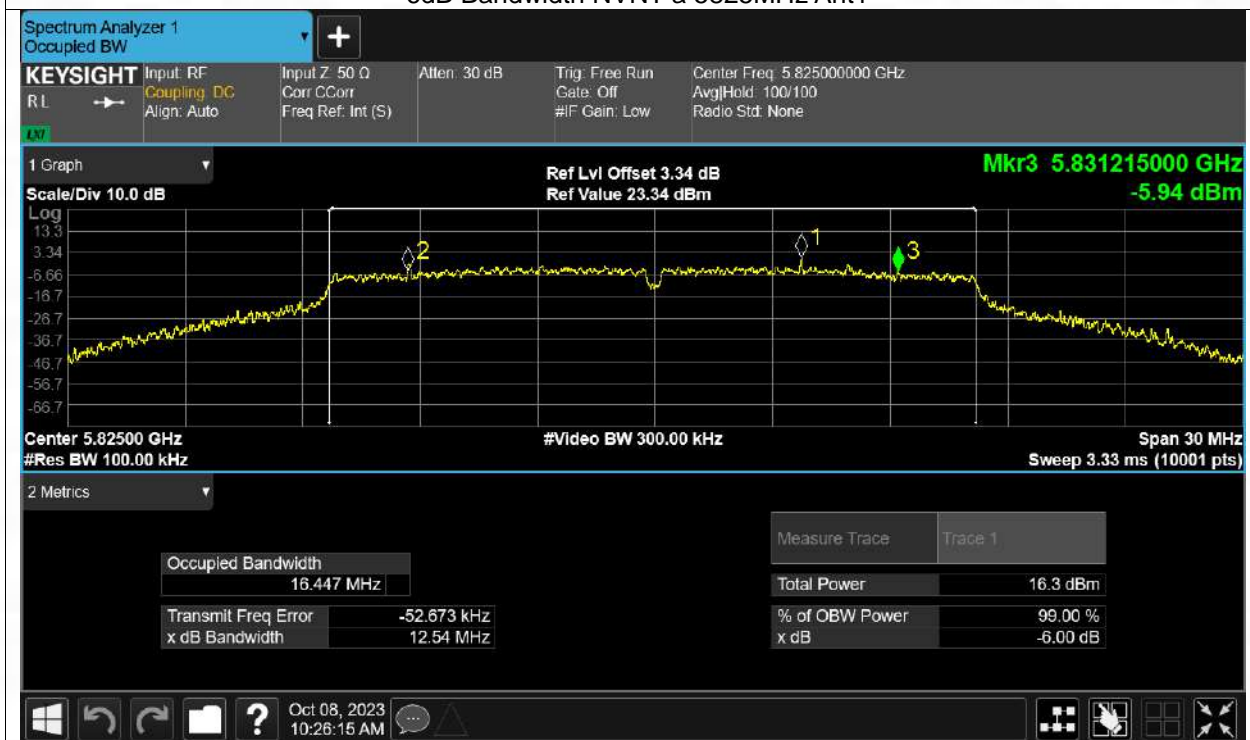 Spectrum Analyzer 1
Occupied BW
+
KEYSIGHT Input: RF Input Z: 50 Ω Atten: 30 dB Trig: Free Run Center Freq: 5.825000000 GHz
RL Coupling: DC Corr CCorr Gate: Off Avg|Hold: 100/100
Align: Auto Freq Ref: Int (S) #IF Gain: Low Radio Std: None
LXI
1 Graph Ref Lvl Offset 3.34 dB Mkr3 5.831215000 GHz
Scale/Div 10.0 dB Ref Value 23.34 dBm -5.94 dBm
Log
13.3
3.34
-6.66
-16.7
-26.7
-36.7
-46.7
-56.7
-66.7
2
1
3
Center 5.82500 GHz #Video BW 300.00 kHz Span 30 MHz
#Res BW 100.00 kHz Sweep 3.33 ms (10001 pts)
2 Metrics
Measure Trace Trace 1
Occupied Bandwidth
16.447 MHz Total Power 16.3 dBm
Transmit Freq Error -52.673 kHz % of OBW Power 99.00 %
x dB Bandwidth 12.54 MHz x dB -6.00 dB
? Oct 08, 2023
10:26:15 AM